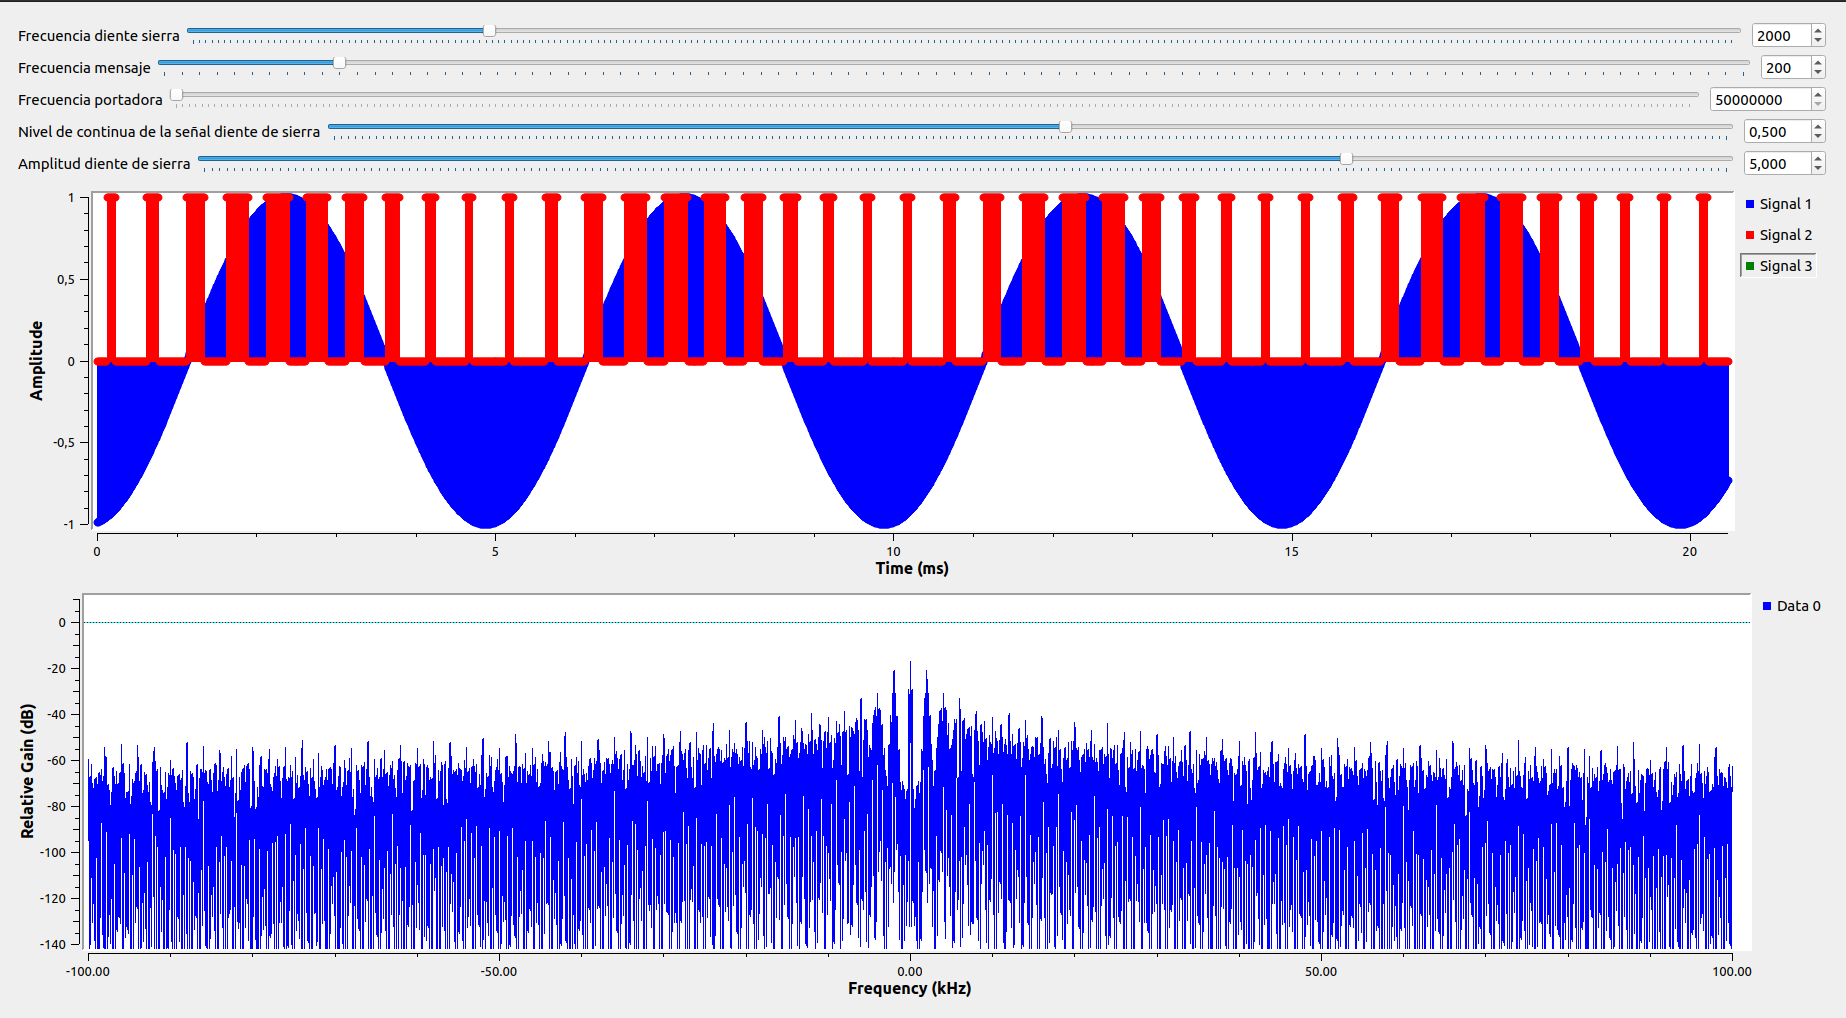 Frecuencia diente sierra 2000
Frecuencia mensaje 200
Frecuencia portadora 50000000
Nivel de continua de la señal diente de sierra 0,500
Amplitud diente de sierra 5,000
1
0,5
0
-0,5
-1
Amplitude
0 5 10 15 20
Time (ms)
Signal 1
Signal 2
Signal 3
0
-20
-40
-60
-80
-100
-120
-140
Relative Gain (dB)
-100.00 -50.00 0.00 50.00 100.00
Frequency (kHz)
Data 0